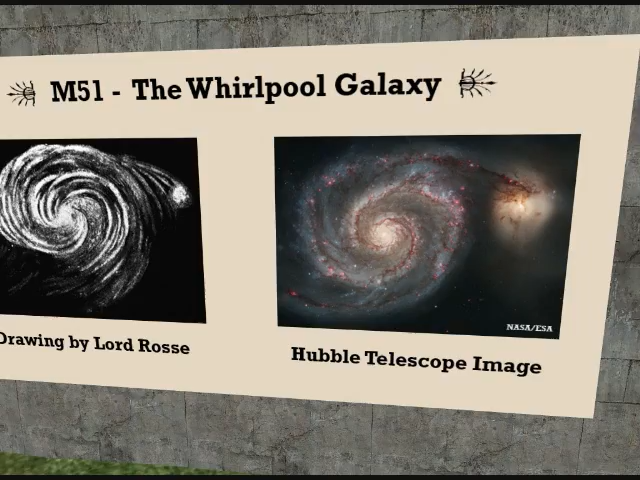 M51 - The Whirlpool Galaxy
NASA/ESA
Drawing by Lord Rosse
Hubble Telescope Image